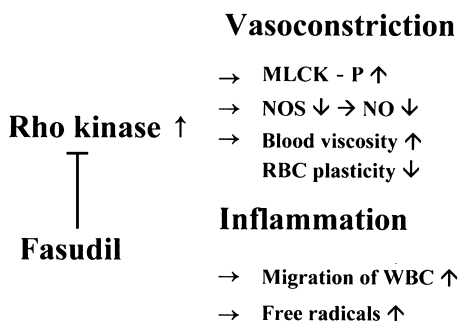 Vasoconstriction
→ MLCK - P ↑
→ NOS ↓ → NO ↓
Rho kinase ↑
→ Blood viscosity ↑
RBC plasticity ↓
Inflammation
Fasudil
→ Migration of WBC ↑
→ Free radicals ↑